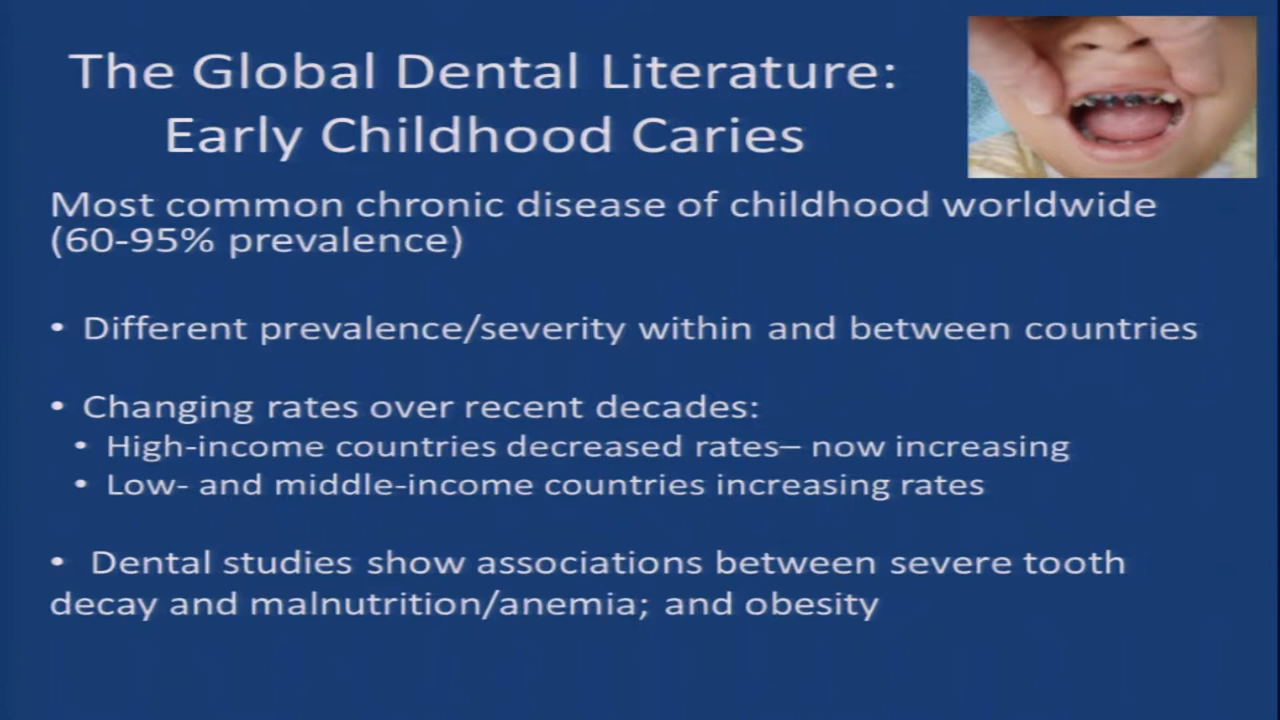 The Global Dental Literature:
Early Childhood Caries
Most common chronic disease of childhood worldwide
(60-95% prevalence)
• Different prevalence/severity within and between countries
• Changing rates over recent decades:
• High-income countries decreased rates– now increasing
• Low- and middle-income countries increasing rates
• Dental studies show associations between severe tooth
decay and malnutrition/anemia; and obesity